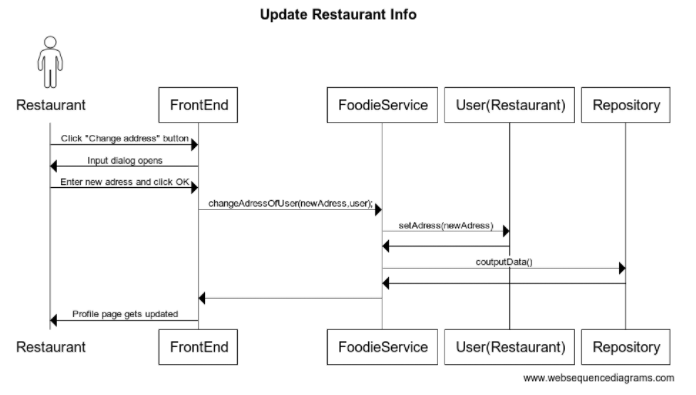 Update Restaurant Info
Restaurant FrontEnd FoodieService User(Restaurant) Repository
Click "Change address" button
Input dialog opens
Enter new adress and click OK
changeAdressOfUser(newAdress,user);
setAdress(newAdress)
coutputData()
Profile page gets updated
Restaurant FrontEnd FoodieService User(Restaurant) Repository
www.websequencediagrams.com